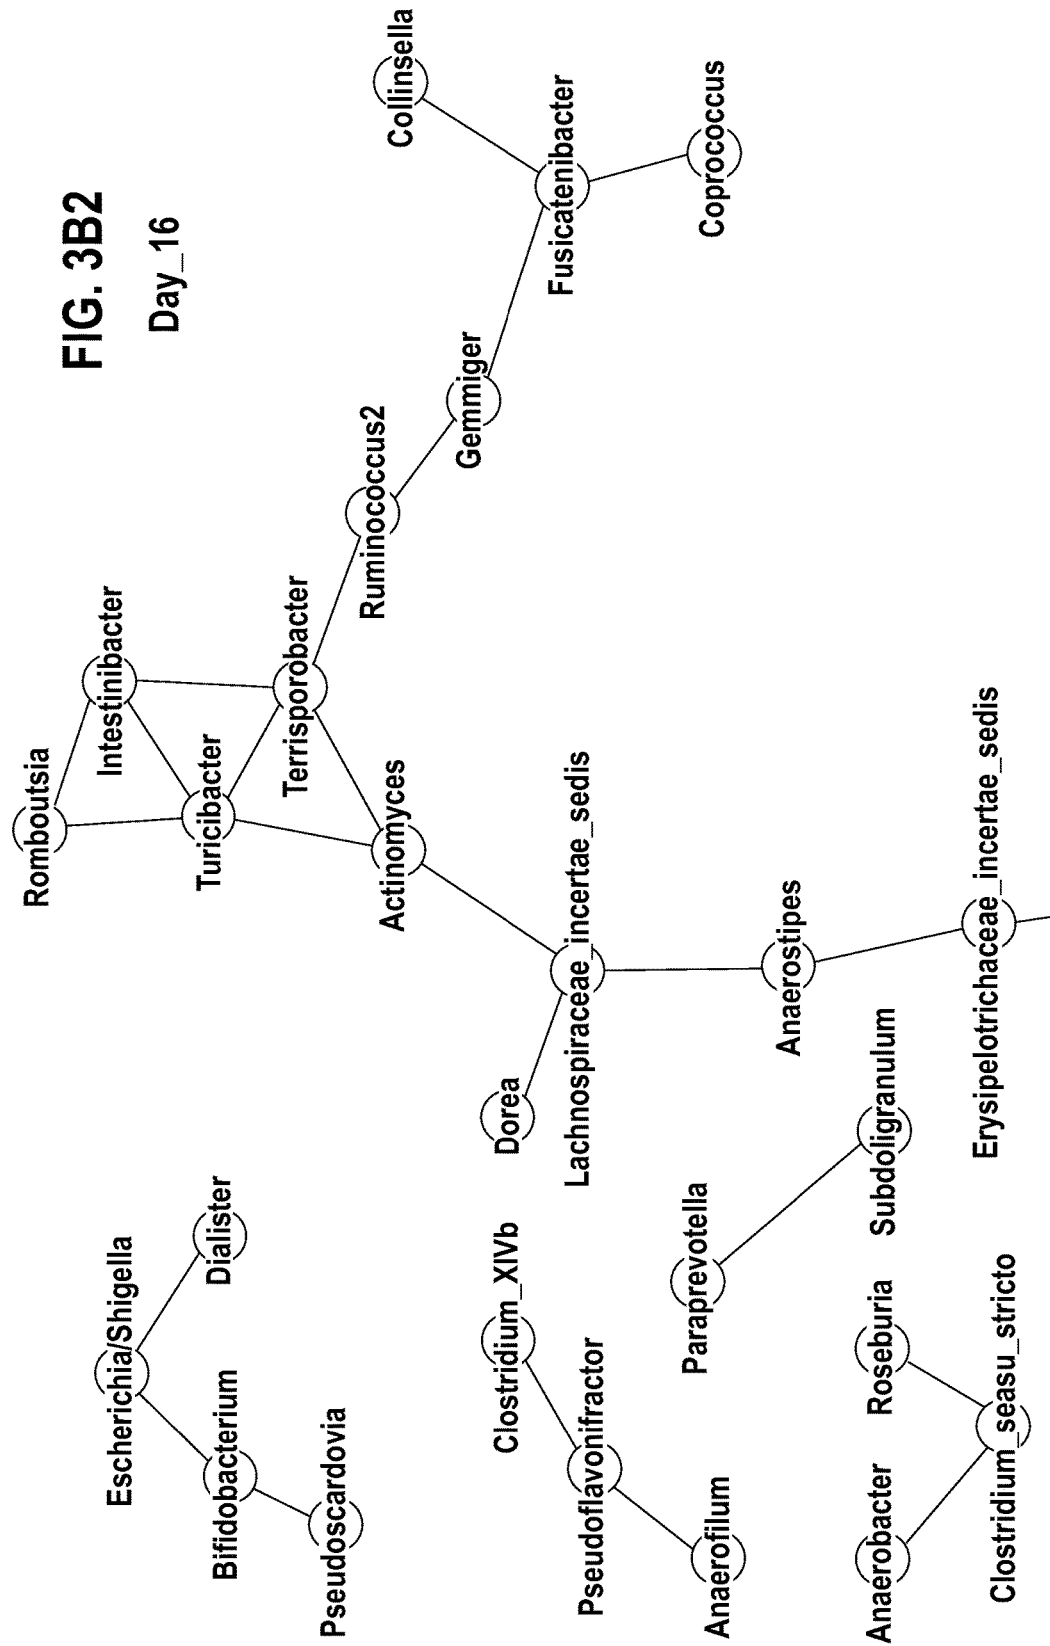 FIG. 3B2
Day_16
Romboutsia
Intestinibacter
Turicibacter
Terrisporobacter
Actinomyces
Ruminococcus2
Gemmiger
Collinsella
Fusicatenibacter
Coprococcus
Escherichia/Shigella
Dialister
Bifidobacterium
Pseudoscardovia
Dorea
Lachnospiraceae_incertae_sedis
Anaerostipes
Erysipelotrichaceae_incertae_sedis
Clostridium_XIVb
Pseudoflavonifractor
Anaerofilum
Paraprevotella
Subdoligranulum
Roseburia
Anaerobacter
Clostridium_seasu_stricto